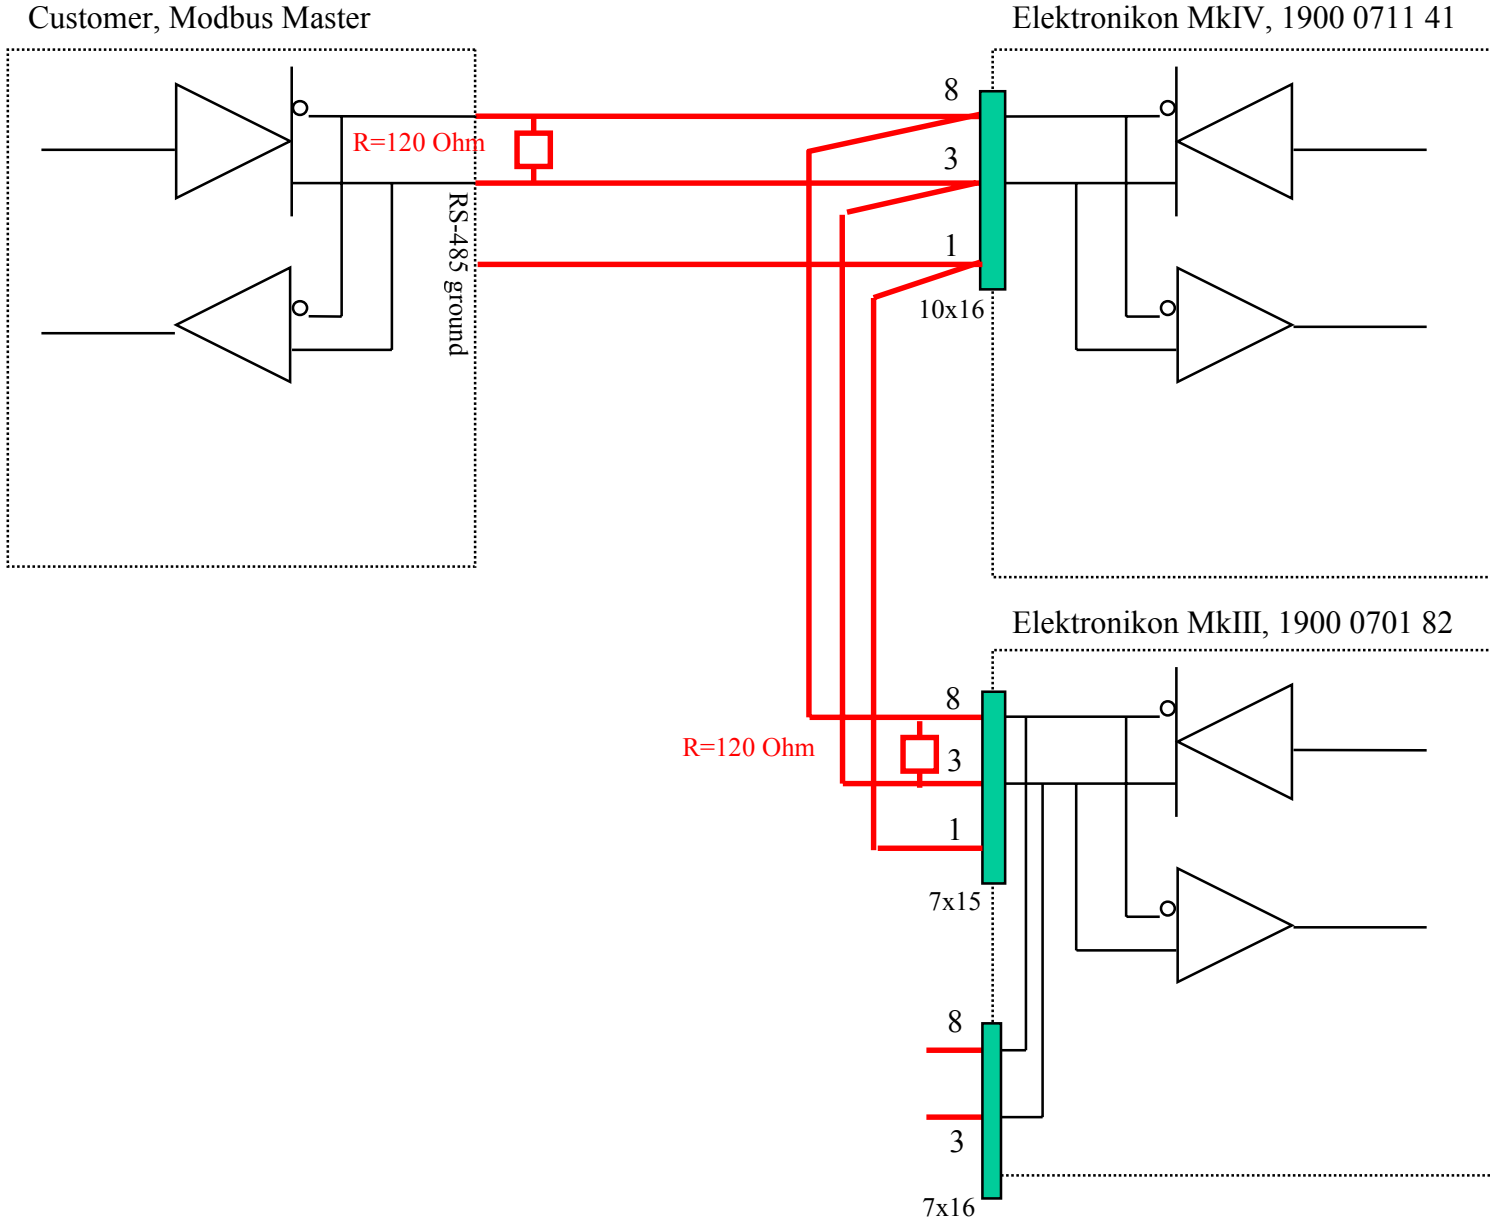 Customer, Modbus Master
Elektronikon MkIV, 1900 0711 41
8
R=120 Ohm
3
RS-485 ground
1
10x16
Elektronikon MkIII, 1900 0701 82
8
R=120 Ohm
3
1
7x15
8
3
7x16